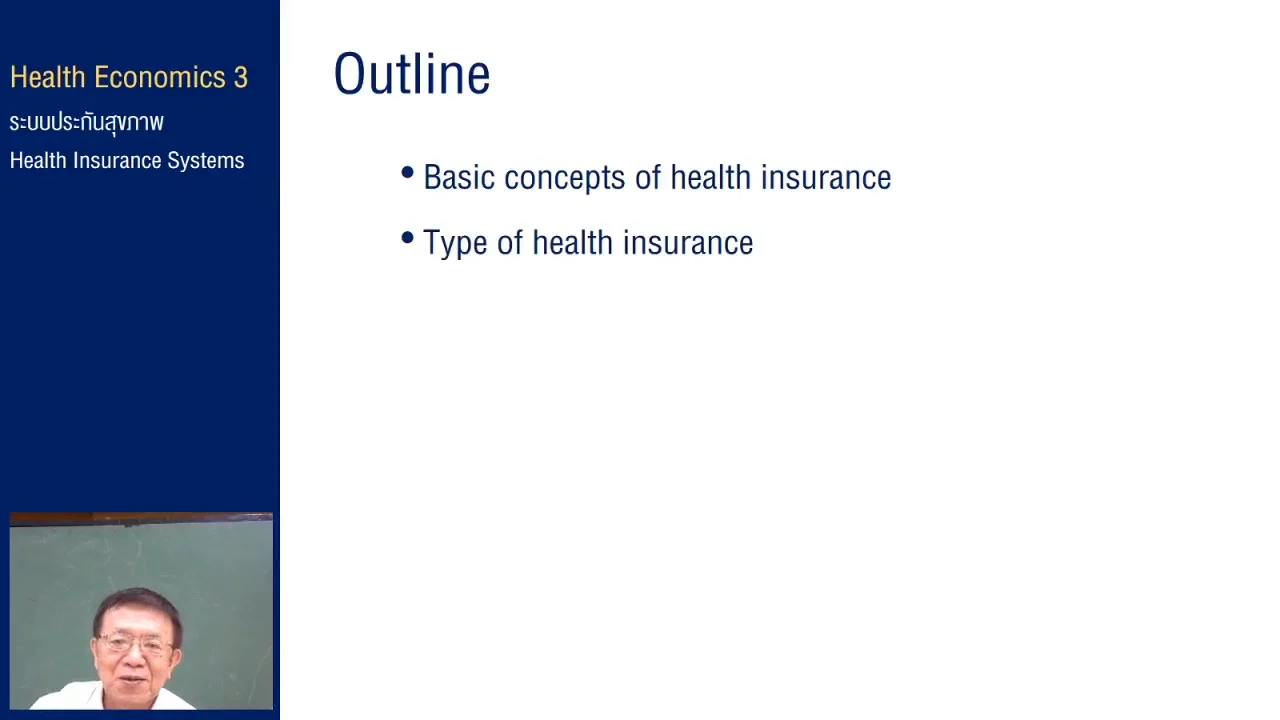 Health Economics 3
ระบบประกันสุขภาพ
Health Insurance Systems
Outline
• Basic concepts of health insurance
• Type of health insurance